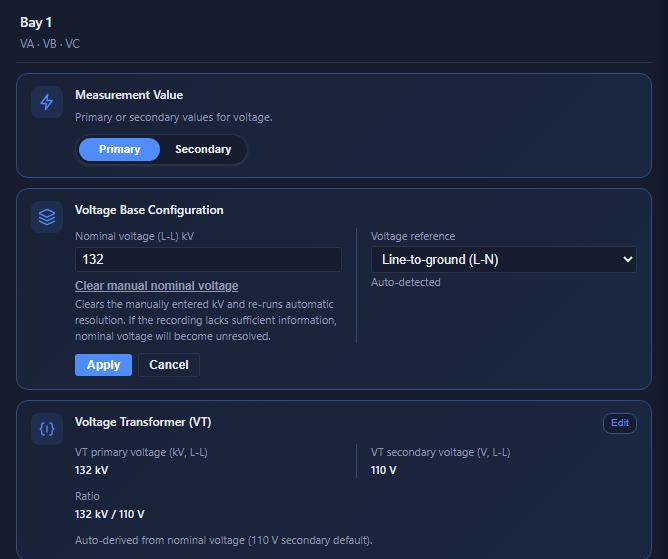 Bay 1
VA · VB · VC
Measurement Value
Primary or secondary values for voltage.
Primary Secondary
Voltage Base Configuration
Nominal voltage (L-L) kV
132
Clear manual nominal voltage
Clears the manually entered kV and re-runs automatic
resolution. If the recording lacks sufficient information,
nominal voltage will become unresolved.
Apply Cancel
Voltage reference
Line-to-ground (L-N)
Auto-detected
Voltage Transformer (VT)
Edit
VT primary voltage (kV, L-L)
132 kV
VT secondary voltage (V, L-L)
110 V
Ratio
132 kV / 110 V
Auto-derived from nominal voltage (110 V secondary default).